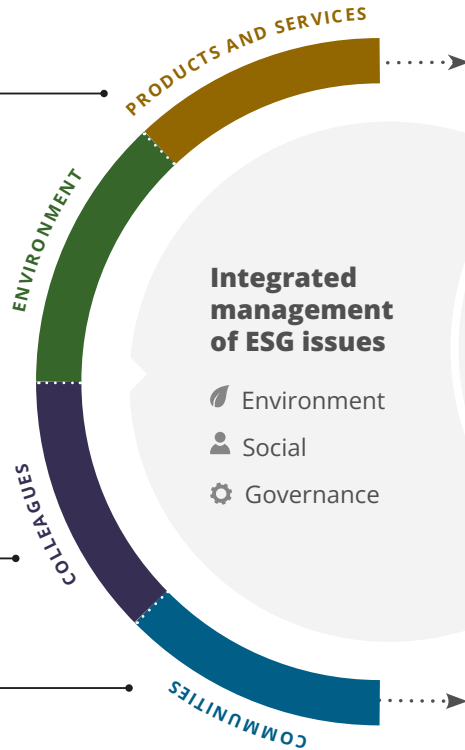 PRODUCTS AND SERVICES
ENVIRONMENT
Integrated
management
of ESG issues
Environment
Social
Governance
COLLEAGUES
COMMUNITIES